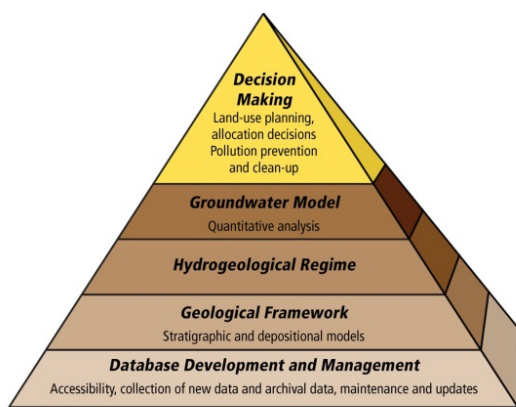 Decision
Making
Land-use planning,
allocation decisions
Pollution prevention
and clean-up
Groundwater Model
Quantitative analysis
Hydrogeological Regime
Geological Framework
Stratigraphic and depositional models
Database Development and Management
Accessibility, collection of new data and archival data, maintenance and updates